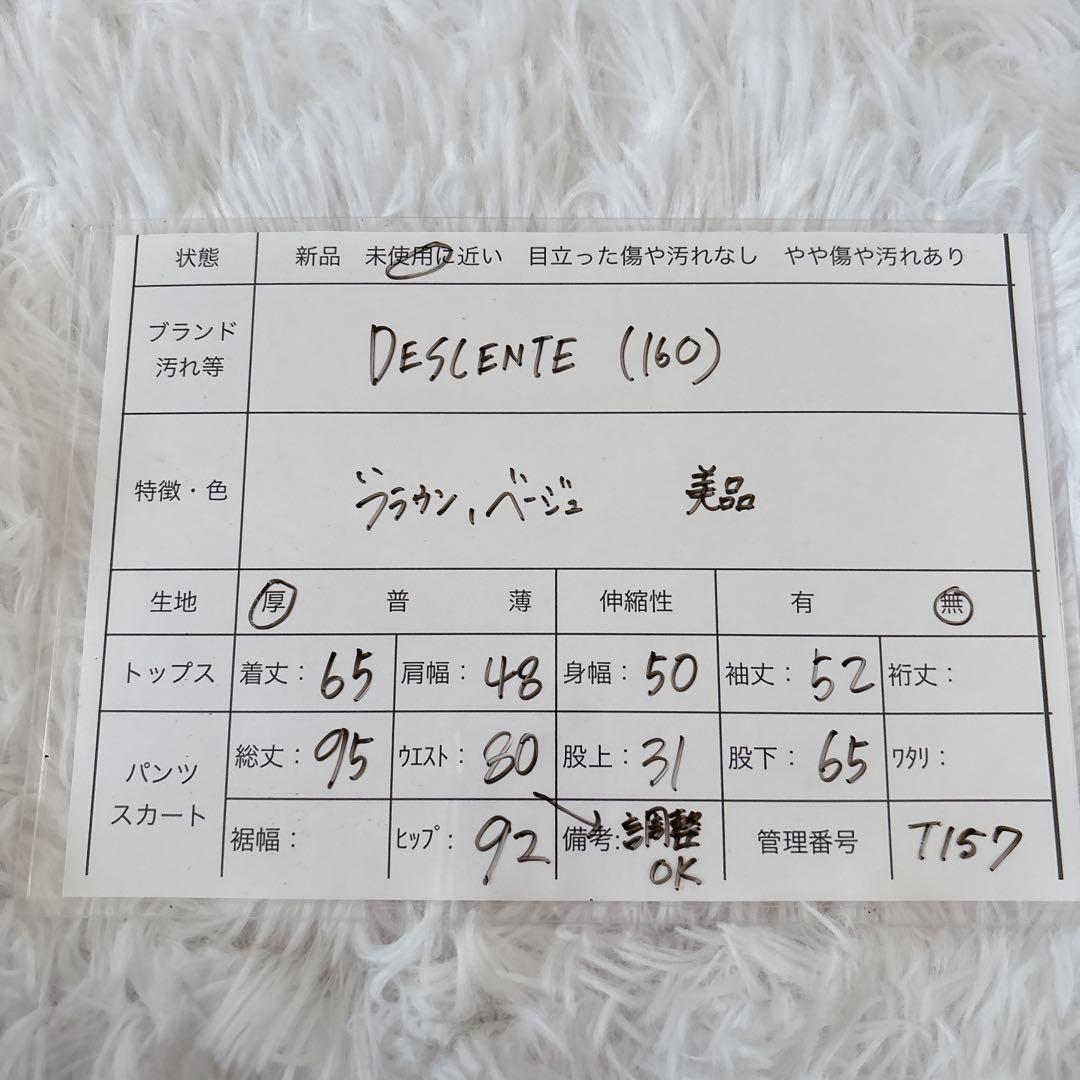 状態 新品 未使用に近い 目立った傷や汚れなし やや傷や汚れあり
ブランド
汚れ等
DESCENTE (160)
特徴・色 ブラウン、ベージュ 美品
生地 厚 普 薄 伸縮性 有 無
トップス 着丈:65 肩幅:48 身幅:50 袖丈:52 裄丈:
パンツ
スカート
総丈:95 ウエスト:80 股上:31 股下:65 ワタリ:
裾幅: ヒップ:92 備考:調整
OK
管理番号 T157